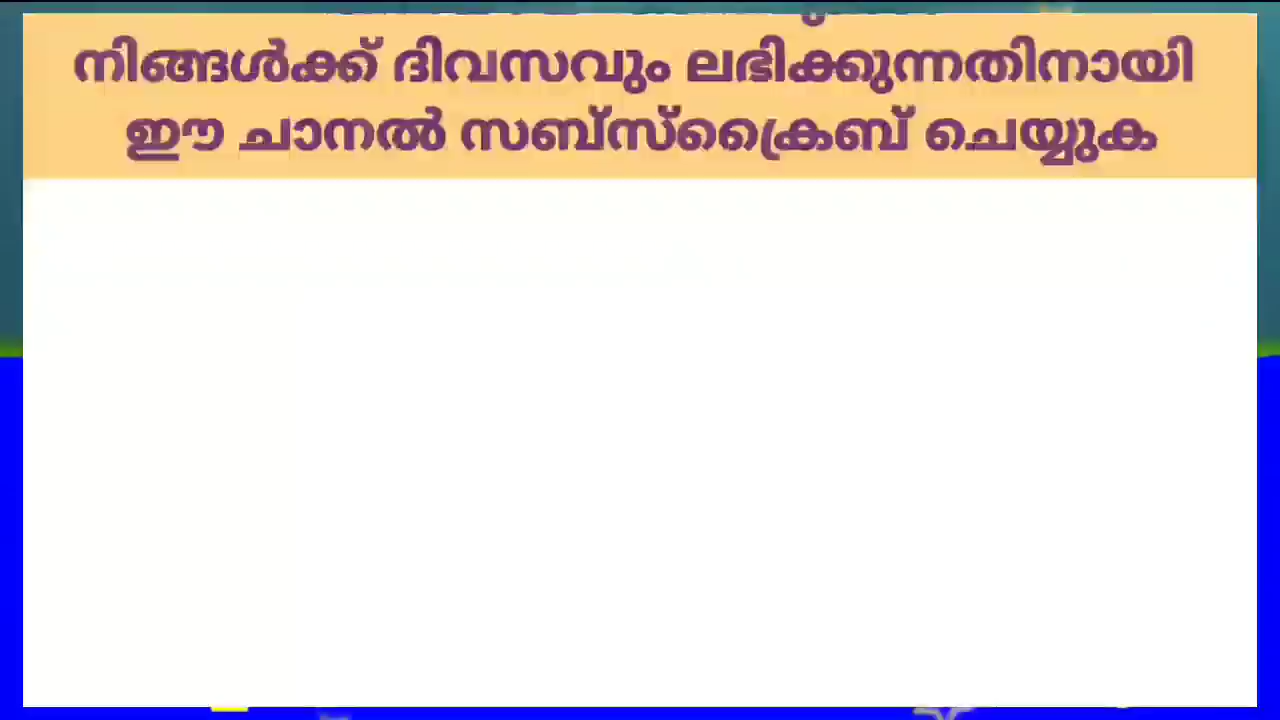 നിങ്ങൾക്ക് ദിവസവും ലഭിക്കുന്നതിനായി
ഈ ചാനൽ സബ്സ്ക്രൈബ് ചെയ്യുക